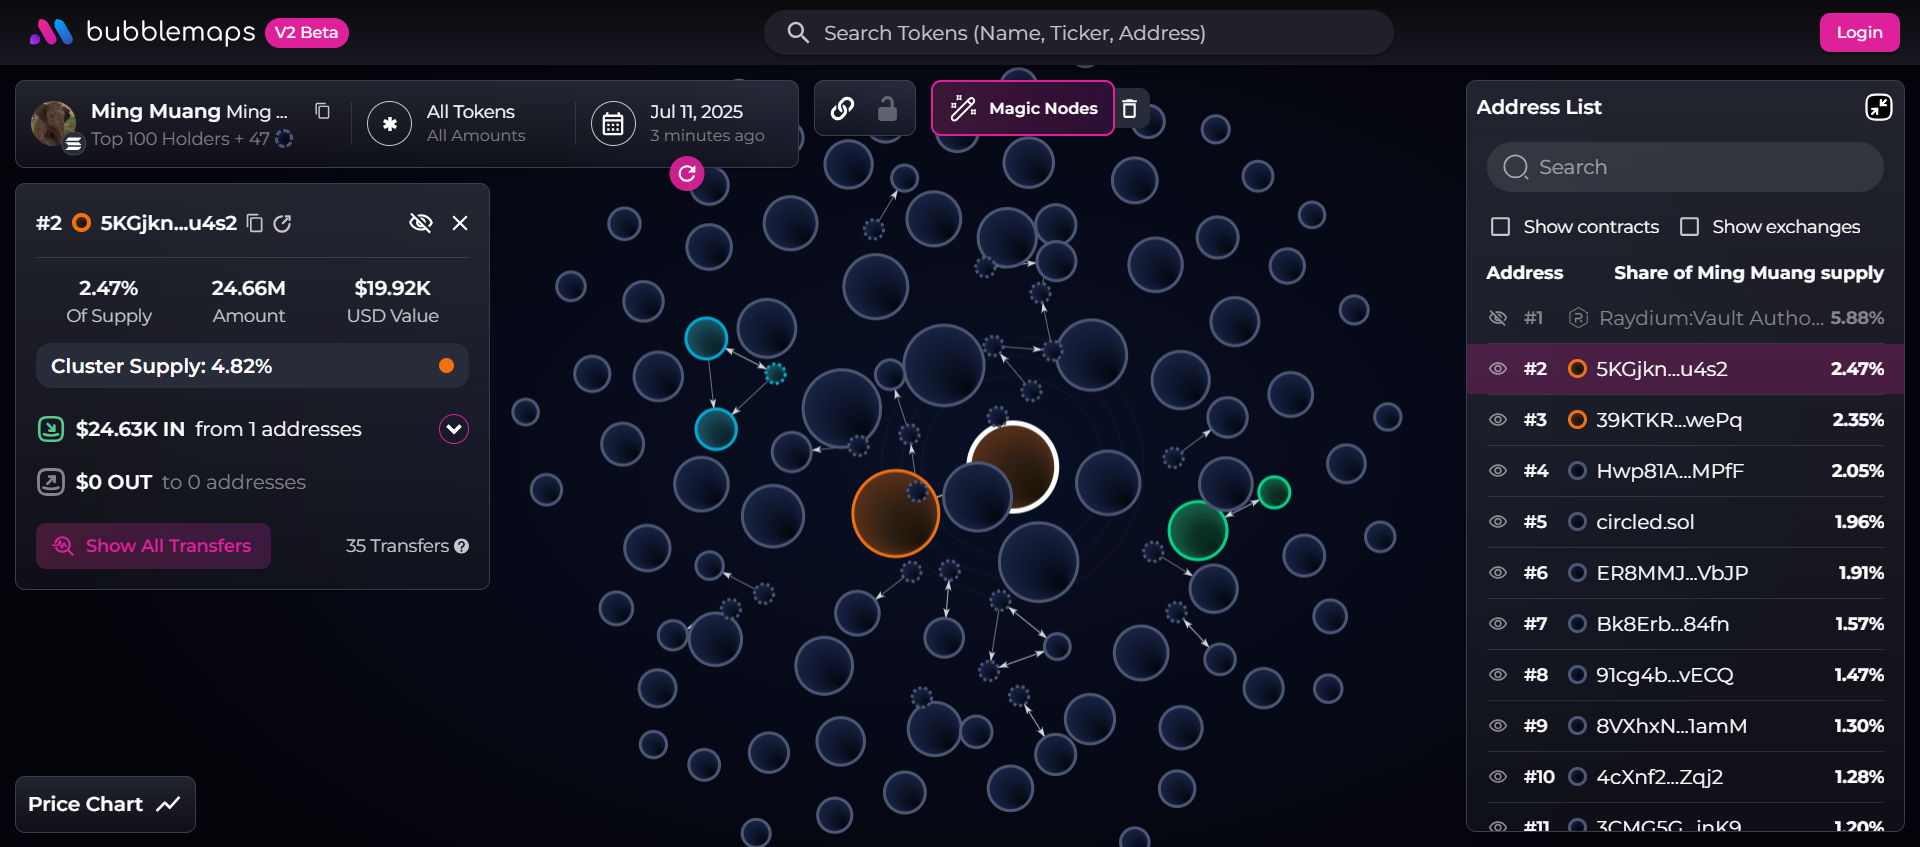 bubblemaps V2 Beta
Search Tokens (Name, Ticker, Address)
Login
Ming Muang Ming ...
Top 100 Holders + 47
All Tokens
All Amounts
Jul 11, 2025
3 minutes ago
Magic Nodes
#2 5KGjkn...u4s2
2.47% 24.66M $19.92K
Of Supply Amount USD Value
Cluster Supply: 4.82%
$24.63K IN from 1 addresses
$0 OUT to 0 addresses
Show All Transfers 35 Transfers ?
Price Chart
Address List
Search
Show contracts Show exchanges
Address Share of Ming Muang supply
#1 Raydium:Vault Autho... 5.88%
#2 5KGjkn...u4s2 2.47%
#3 39KTKR...wePq 2.35%
#4 Hwp81A...MPfF 2.05%
#5 circled.sol 1.96%
#6 ER8MMJ...VbJP 1.91%
#7 Bk8Erb...84fn 1.57%
#8 91cg4b...vECQ 1.47%
#9 8VXhxN...1amM 1.30%
#10 4cXnf2...Zqj2 1.28%
#11 3CMG5G...jnK9 1.20%